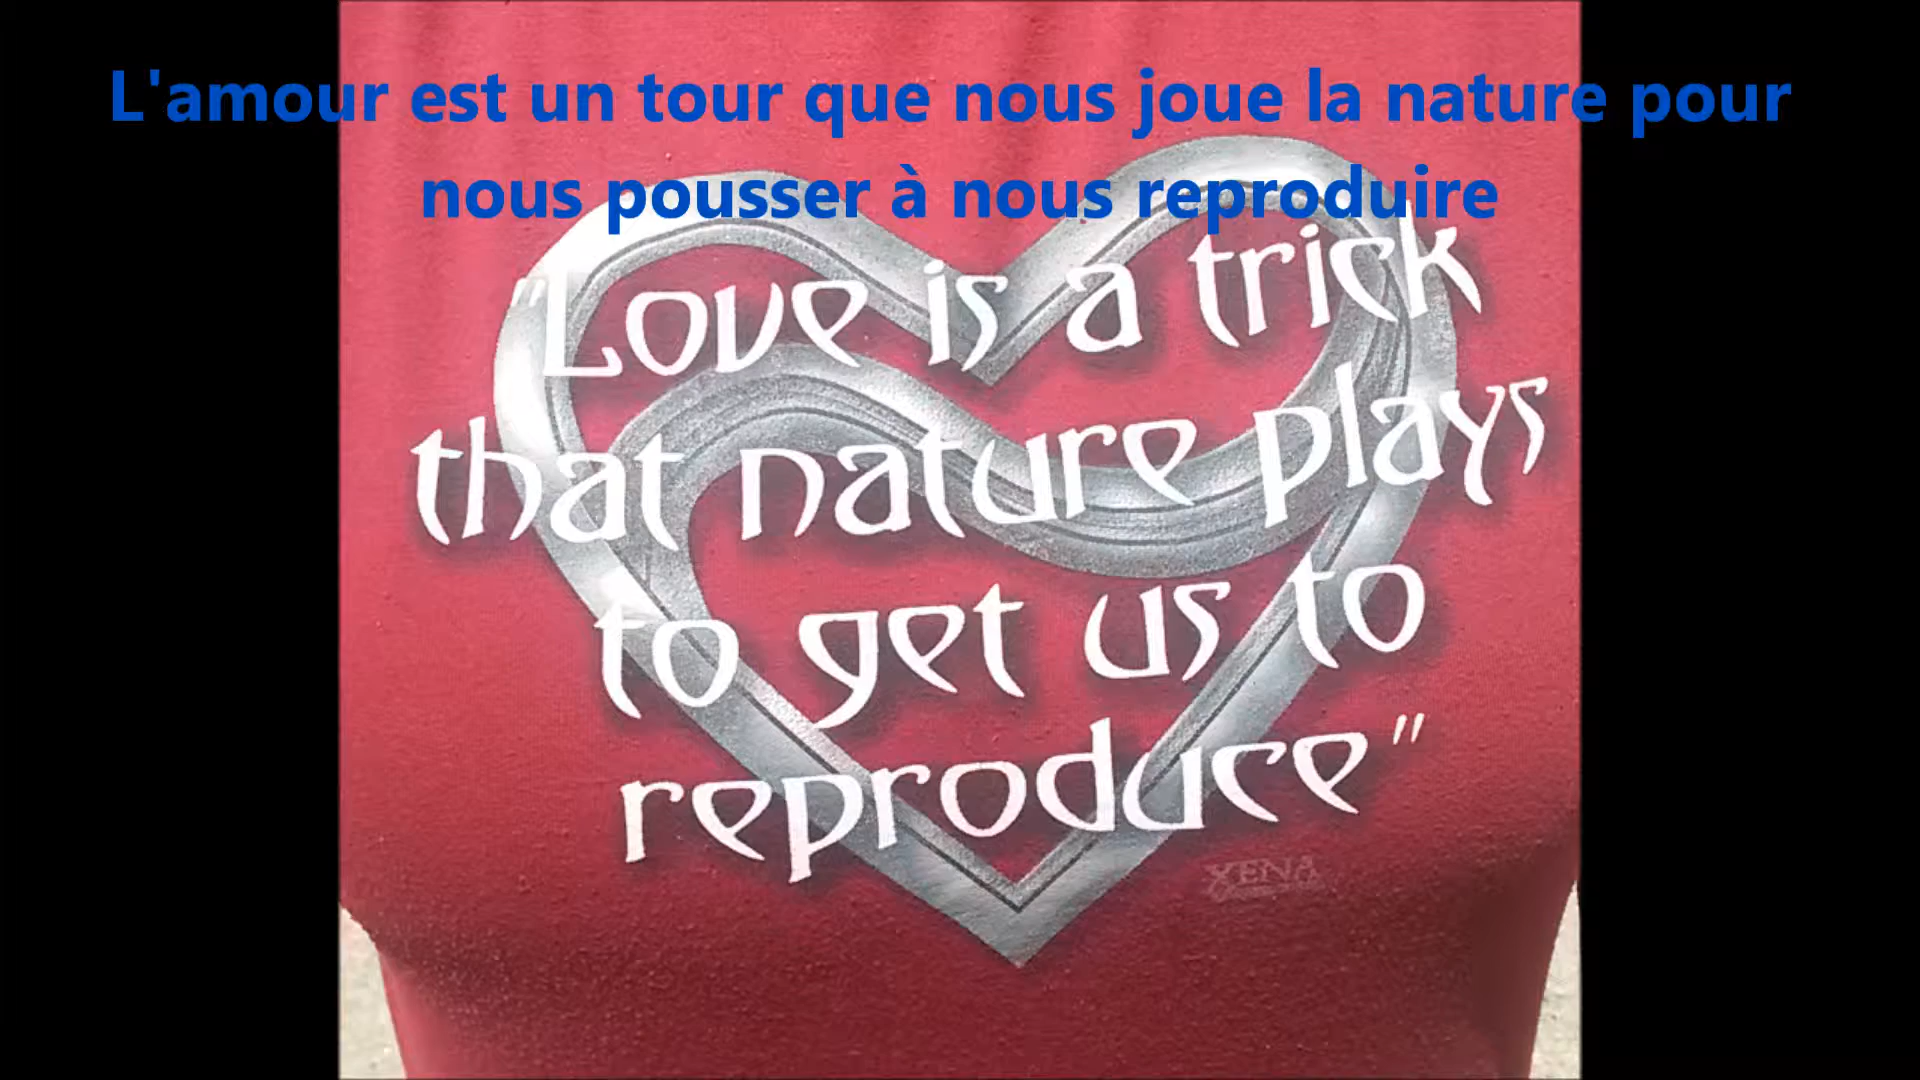 L'amour est un tour que nous joue la nature pour
nous pousser à nous reproduire
"Love is a trick
that nature plays
to get us to
reproduce"
XENA